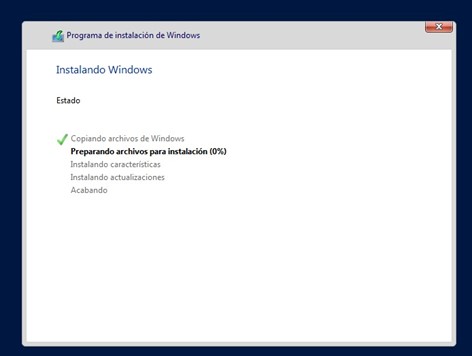 Programa de instalación de Windows
Instalando Windows
Estado
Copiando archivos de Windows
Preparando archivos para instalación (0%)
Instalando características
Instalando actualizaciones
Acabando